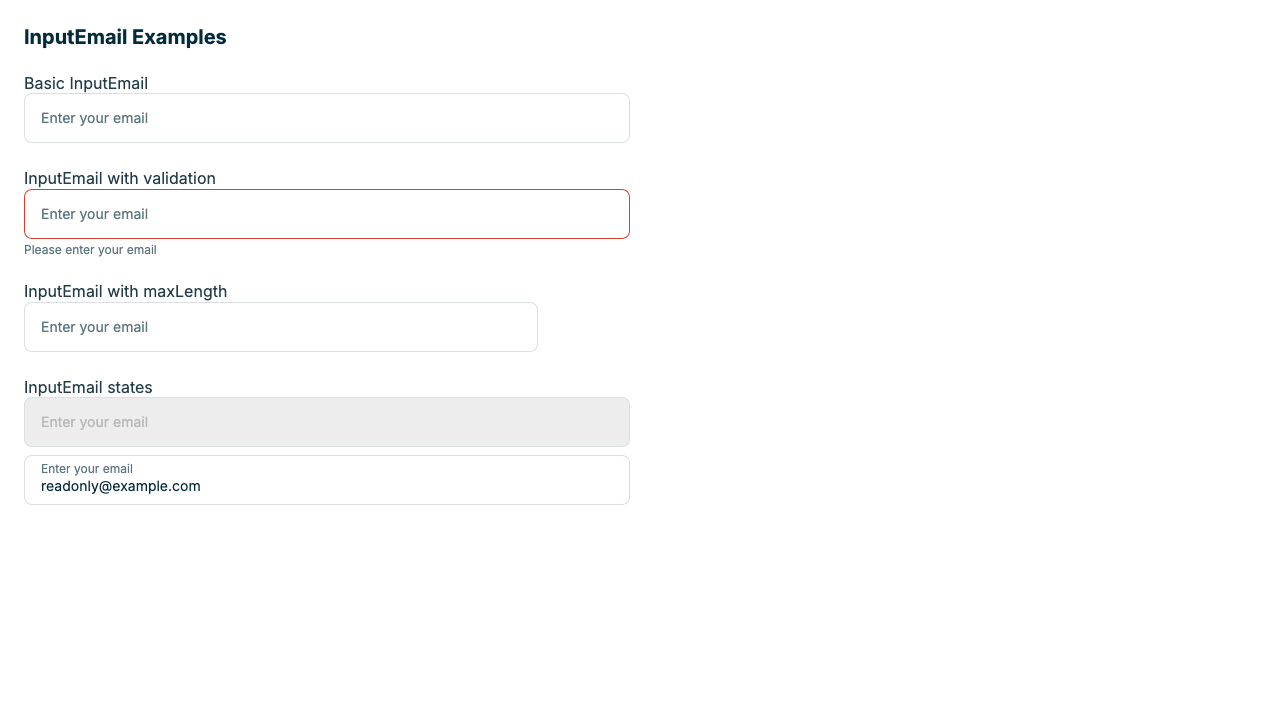 InputEmail Examples
Basic InputEmail
Enter your email
InputEmail with validation
Enter your email
Please enter your email
InputEmail with maxLength
Enter your email
InputEmail states
Enter your email
Enter your email
readonly@example.com